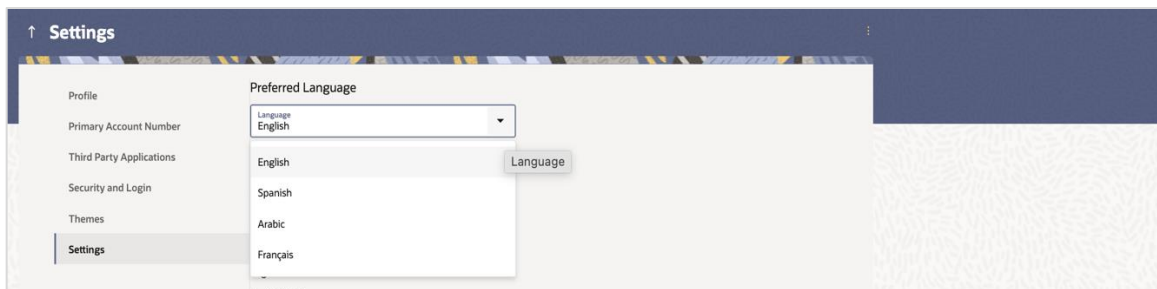 ↑ Settings
Profile
Primary Account Number
Third Party Applications
Security and Login
Themes
Settings
Preferred Language
Language
English
English
Language
Spanish
Arabic
Français